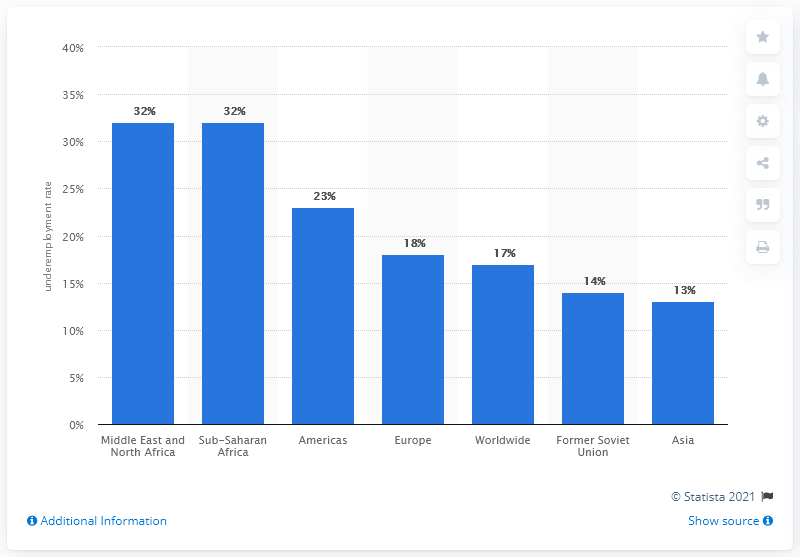 40%
35%
30%
25%
20%
15%
10%
5%
0%
underemployment rate
32%
32%
23%
18%
17%
14%
13%
Middle East and
North Africa
Sub-Saharan
Africa
Americas
Europe
Worldwide
Former Soviet
Union
Asia
© Statista 2021
Additional Information
Show source